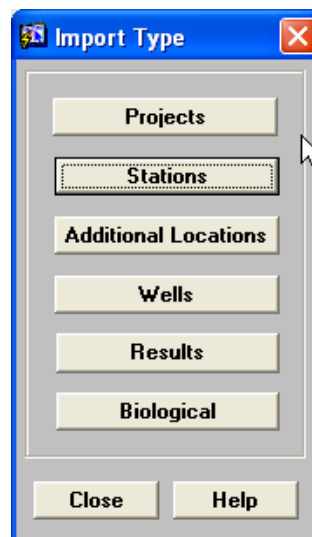 Import Type
Projects
Stations
Additional Locations
Wells
Results
Biological
Close Help